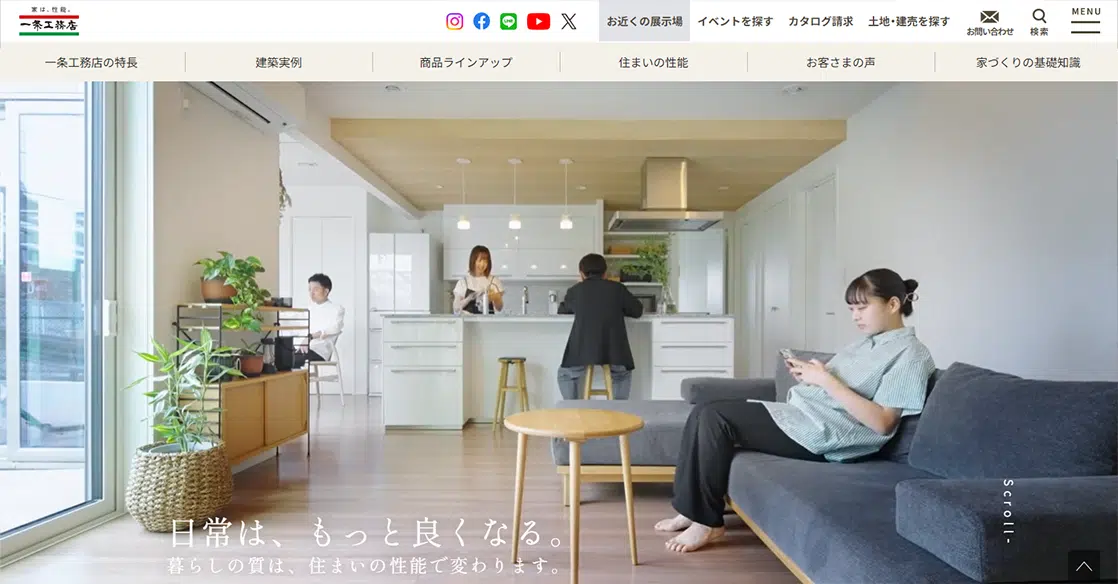 家は、性能。
一条工務店
お近くの展示場
イベントを探す
カタログ請求
土地・建売を探す
お問い合わせ
検索
MENU
一条工務店の特長
建築実例
商品ラインアップ
住まいの性能
お客さまの声
家づくりの基礎知識
日常は、もっと良くなる。
暮らしの質は、住まいの性能で変わります。
Scroll-